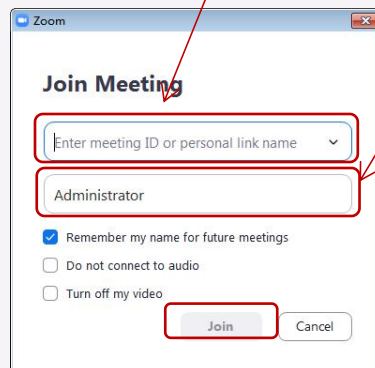 Zoom
Join Meeting
Enter meeting ID or personal link name
Administrator
Remember my name for future meetings
Do not connect to audio
Turn off my video
Join Cancel